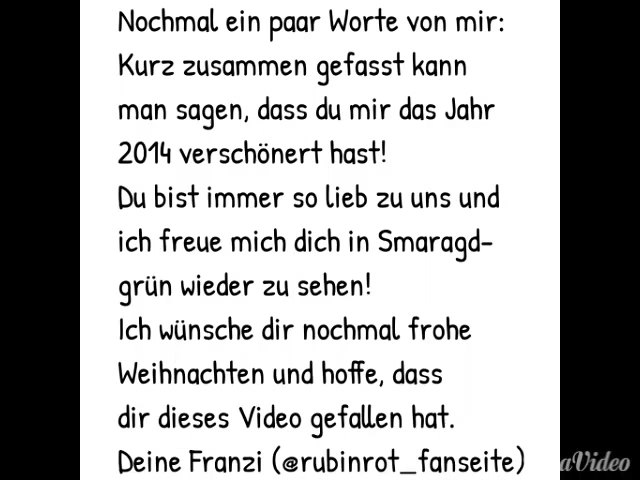 Nochmal ein paar Worte von mir:
Kurz zusammen gefasst kann
man sagen, dass du mir das Jahr
2014 verschönert hast!
Du bist immer so lieb zu uns und
ich freue mich dich in Smaragd-
grün wieder zu sehen!
Ich wünsche dir nochmal frohe
Weihnachten und hoffe, dass
dir dieses Video gefallen hat.
Deine Franzi (@rubinrot_fanseite)
aVideo